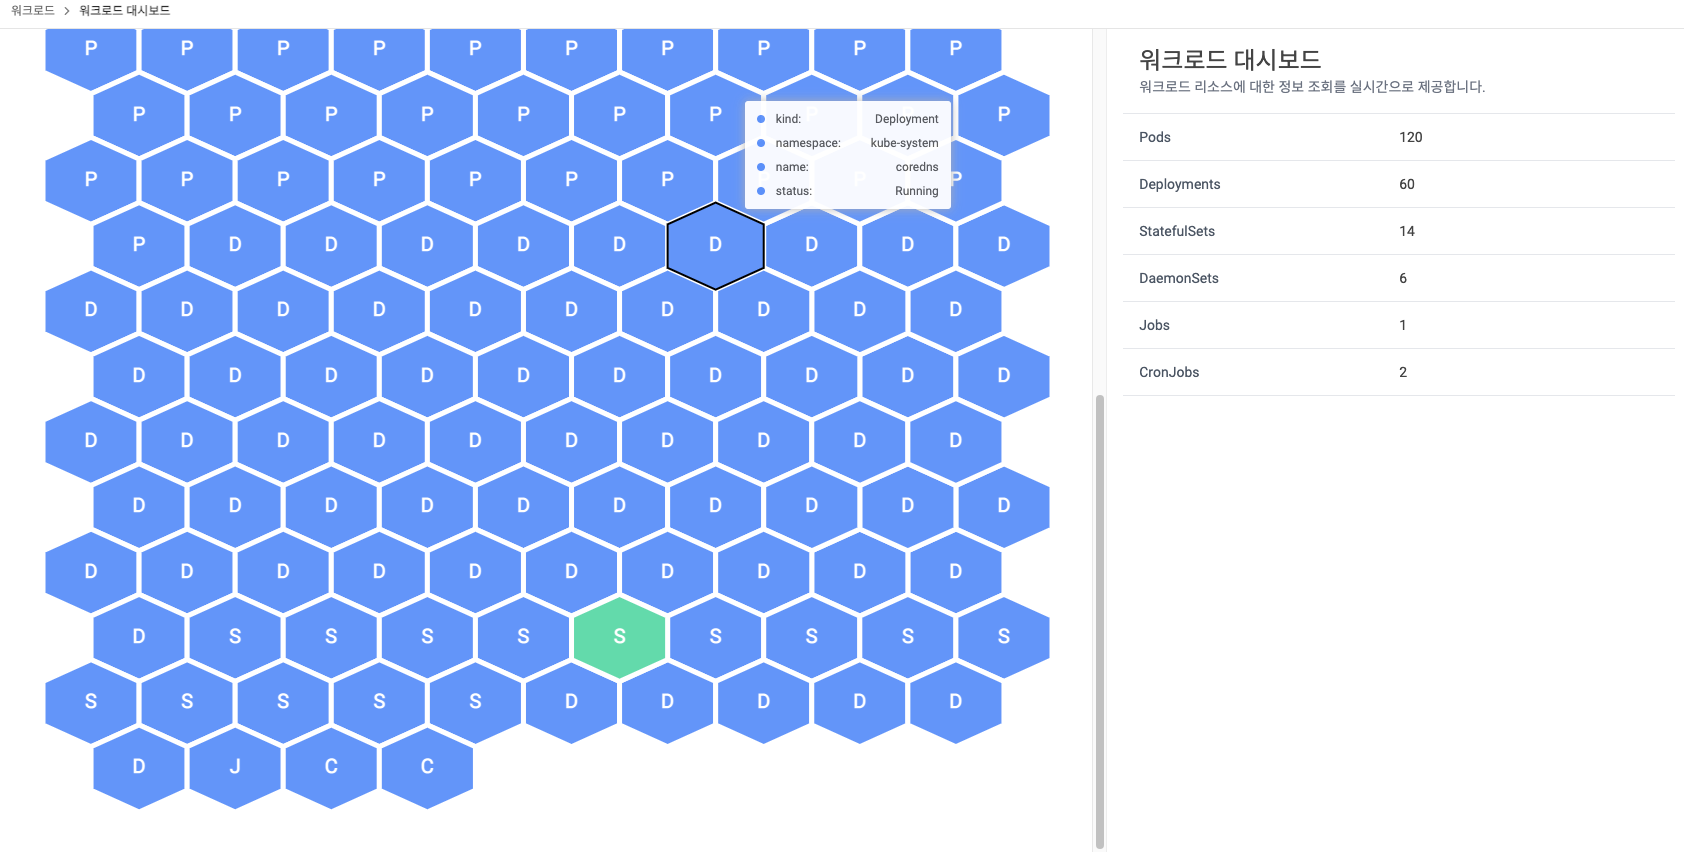 워크로드 > 워크로드 대시보드
P P P P P P P P P P
P P P P P P P P P P
P P P P P P P P P
P D D D D D D D D D
D D D D D D D D D D
D D D D D D D D D D
D D D D D D D D D D
D D D D D D D D D D
D D D D D D D D D D
D S S S S S S S S S
S S S S S D D D D D
D J C C
kind: Deployment
namespace: kube-system
name: coredns
status: Running
워크로드 대시보드
워크로드 리소스에 대한 정보 조회를 실시간으로 제공합니다.
Pods 120
Deployments 60
StatefulSets 14
DaemonSets 6
Jobs 1
CronJobs 2